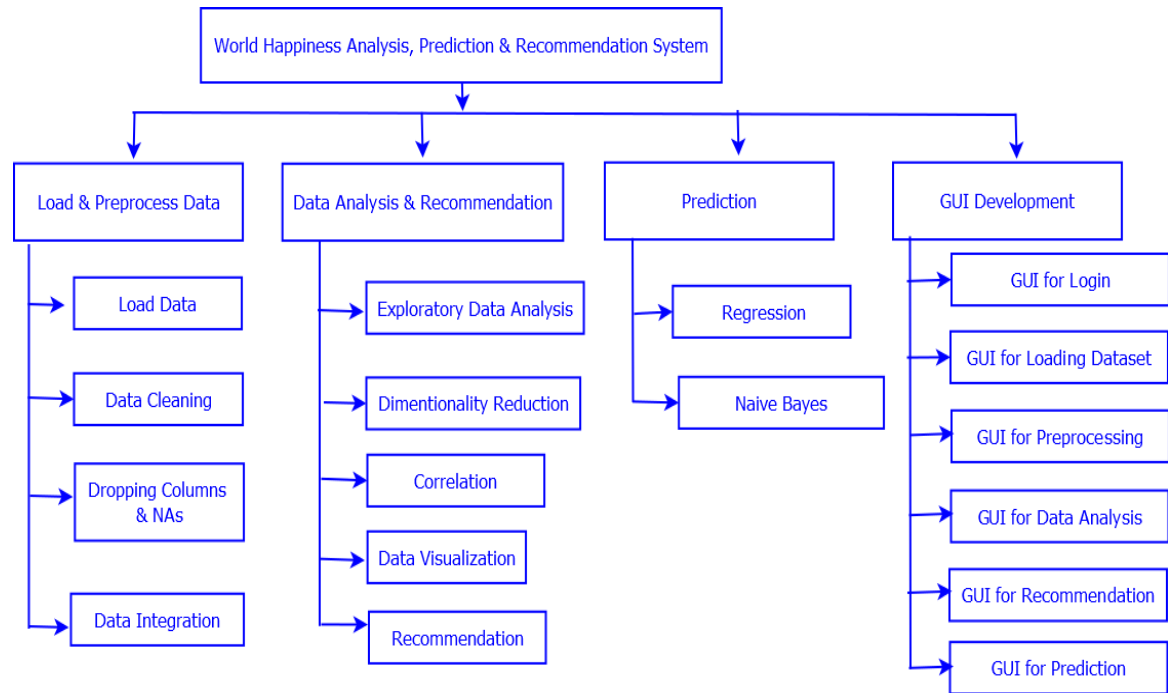 World Happiness Analysis, Prediction & Recommendation System
Load & Preprocess Data
Load Data
Data Cleaning
Dropping Columns
& NAs
Data Integration
Data Analysis & Recommendation
Exploratory Data Analysis
Dimentionality Reduction
Correlation
Data Visualization
Recommendation
Prediction
Regression
Naive Bayes
GUI Development
GUI for Login
GUI for Loading Dataset
GUI for Preprocessing
GUI for Data Analysis
GUI for Recommendation
GUI for Prediction